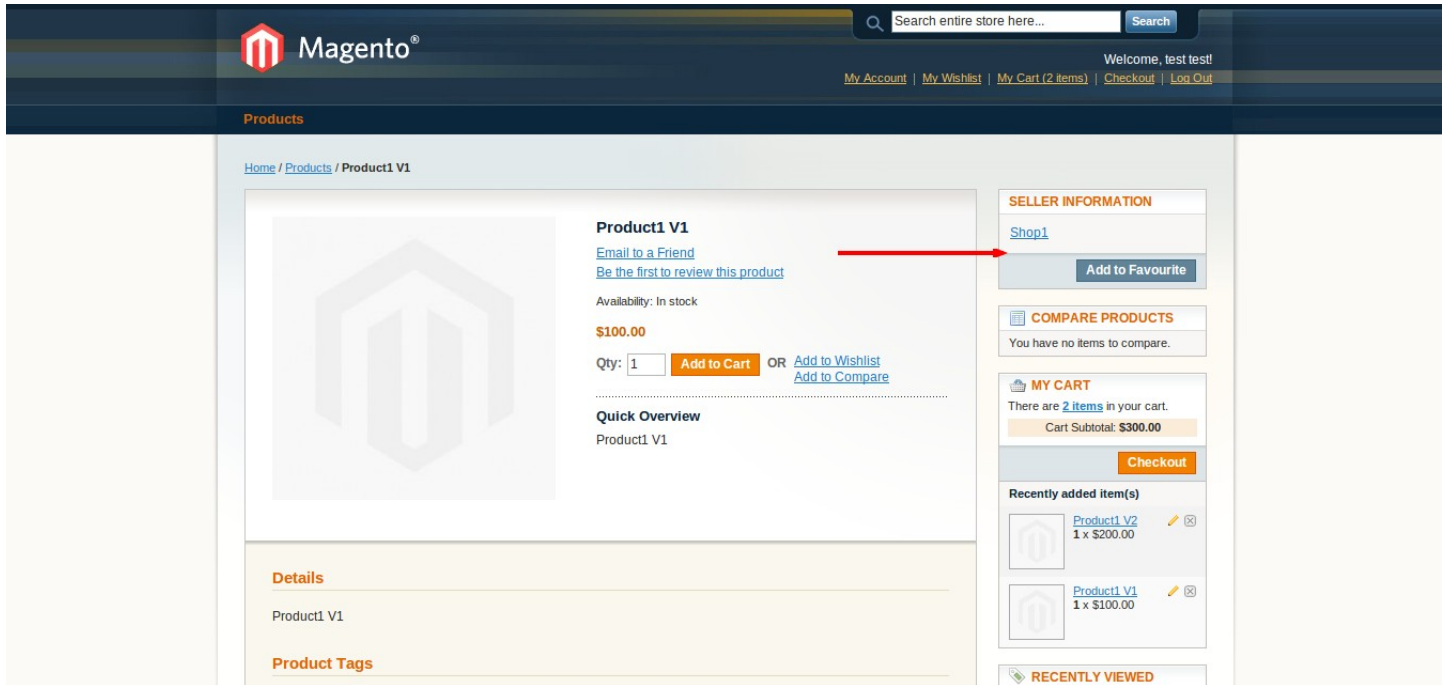 Search entire store here...
Search
Magento®
Welcome, test test!
My Account | My Wishlist | My Cart (2 items) | Checkout | Log Out
Products
Home / Products / Product1 V1
Product1 V1
Email to a Friend
Be the first to review this product
Availability: In stock
$100.00
Qty: 1 Add to Cart OR Add to Wishlist
Add to Compare
Quick Overview
Product1 V1
Details
Product1 V1
Product Tags
SELLER INFORMATION
Shop1
Add to Favourite
COMPARE PRODUCTS
You have no items to compare.
MY CART
There are 2 items in your cart.
Cart Subtotal: $300.00
Checkout
Recently added item(s)
Product1 V2
1 x $200.00
Product1 V1
1 x $100.00
RECENTLY VIEWED